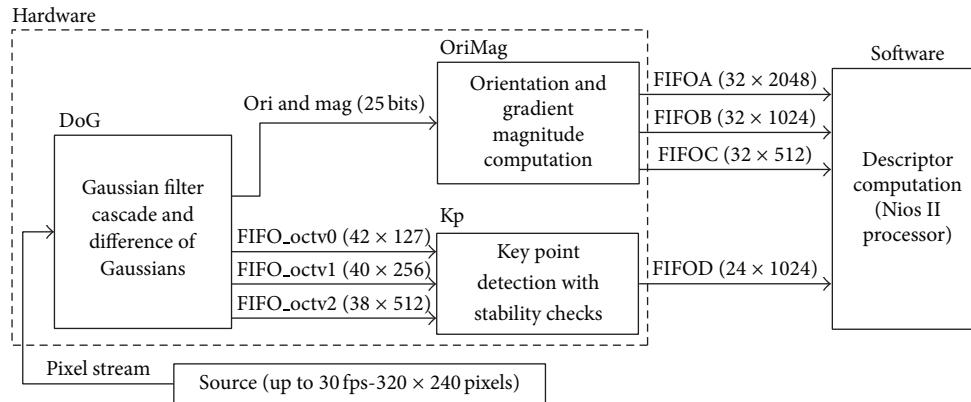 Hardware
DoG
Gaussian filter
cascade and
difference of
Gaussians
Ori and mag (25 bits)
OriMag
Orientation and
gradient
magnitude
computation
FIFO_octv0 (42 × 127)
FIFO_octv1 (40 × 256)
FIFO_octv2 (38 × 512)
Kp
Key point
detection with
stability checks
FIFOA (32 × 2048)
FIFOB (32 × 1024)
FIFOC (32 × 512)
FIFOD (24 × 1024)
Software
Descriptor
computation
(Nios II
processor)
Pixel stream
Source (up to 30 fps-320 × 240 pixels)